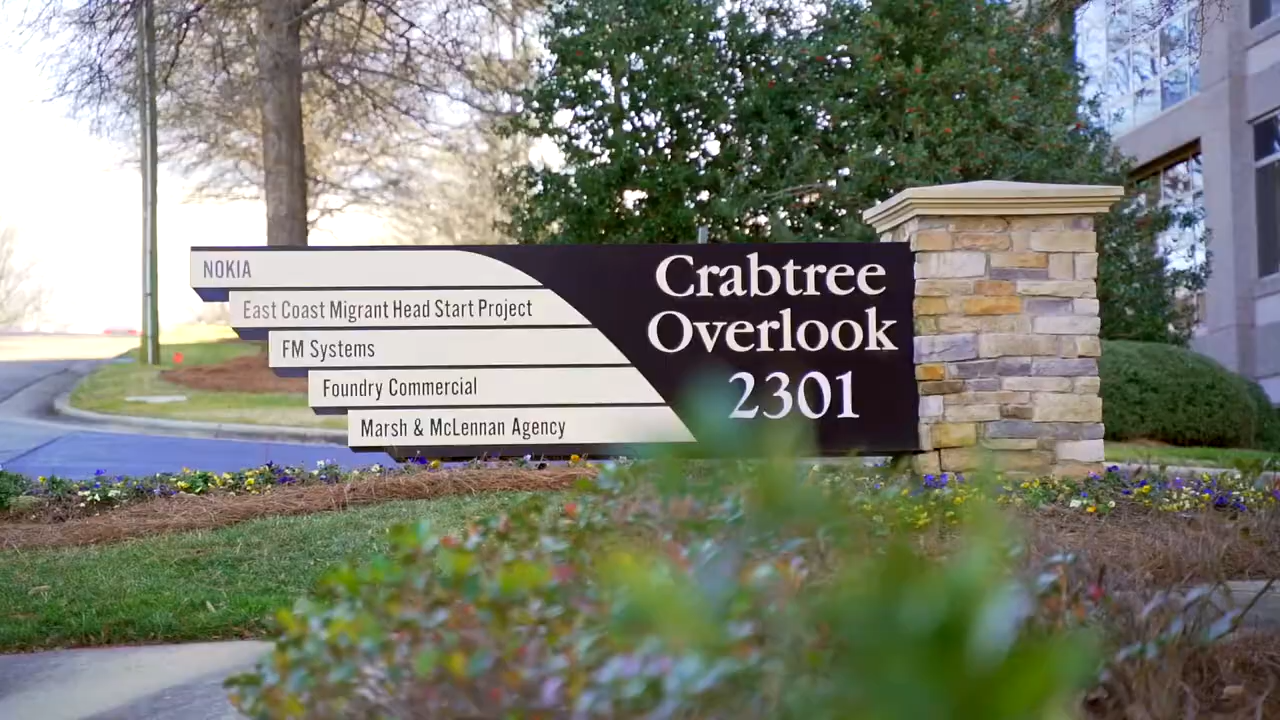 NOKIA
East Coast Migrant Head Start Project
FM Systems
Foundry Commercial
Marsh & McLennan Agency
Crabtree
Overlook
2301